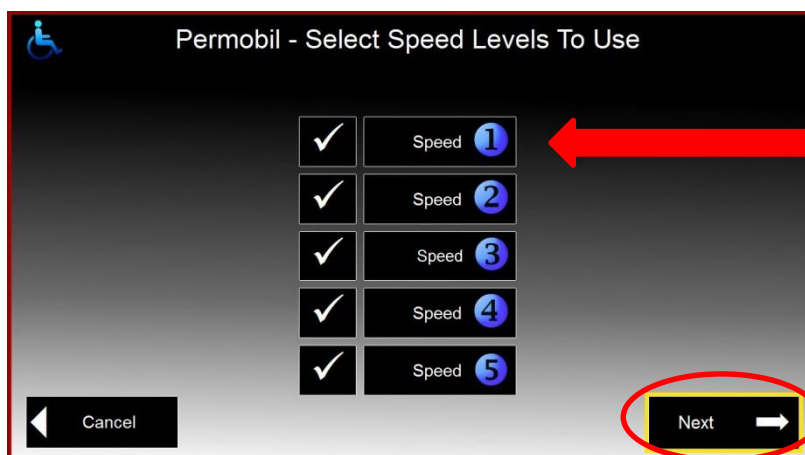 Permobil - Select Speed Levels To Use
Speed 1
Speed 2
Speed 3
Speed 4
Speed 5
Cancel
Next